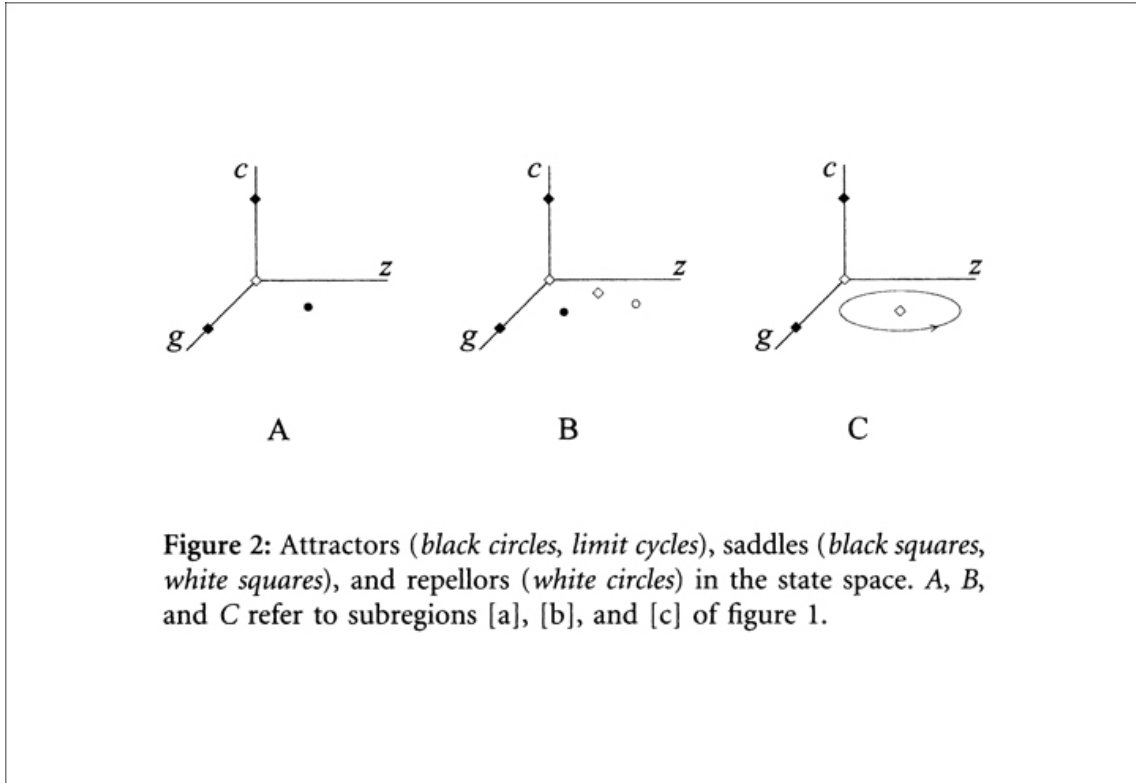 c c c
z z z
g g g
A B C
Figure 2: Attractors (black circles, limit cycles), saddles (black squares,
white squares), and repellors (white circles) in the state space. A, B,
and C refer to subregions [a], [b], and [c] of figure 1.